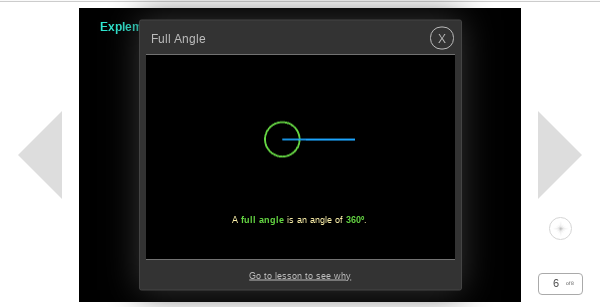 Explem
Full Angle
X
A full angle is an angle of 360º.
Go to lesson to see why
6 of 8